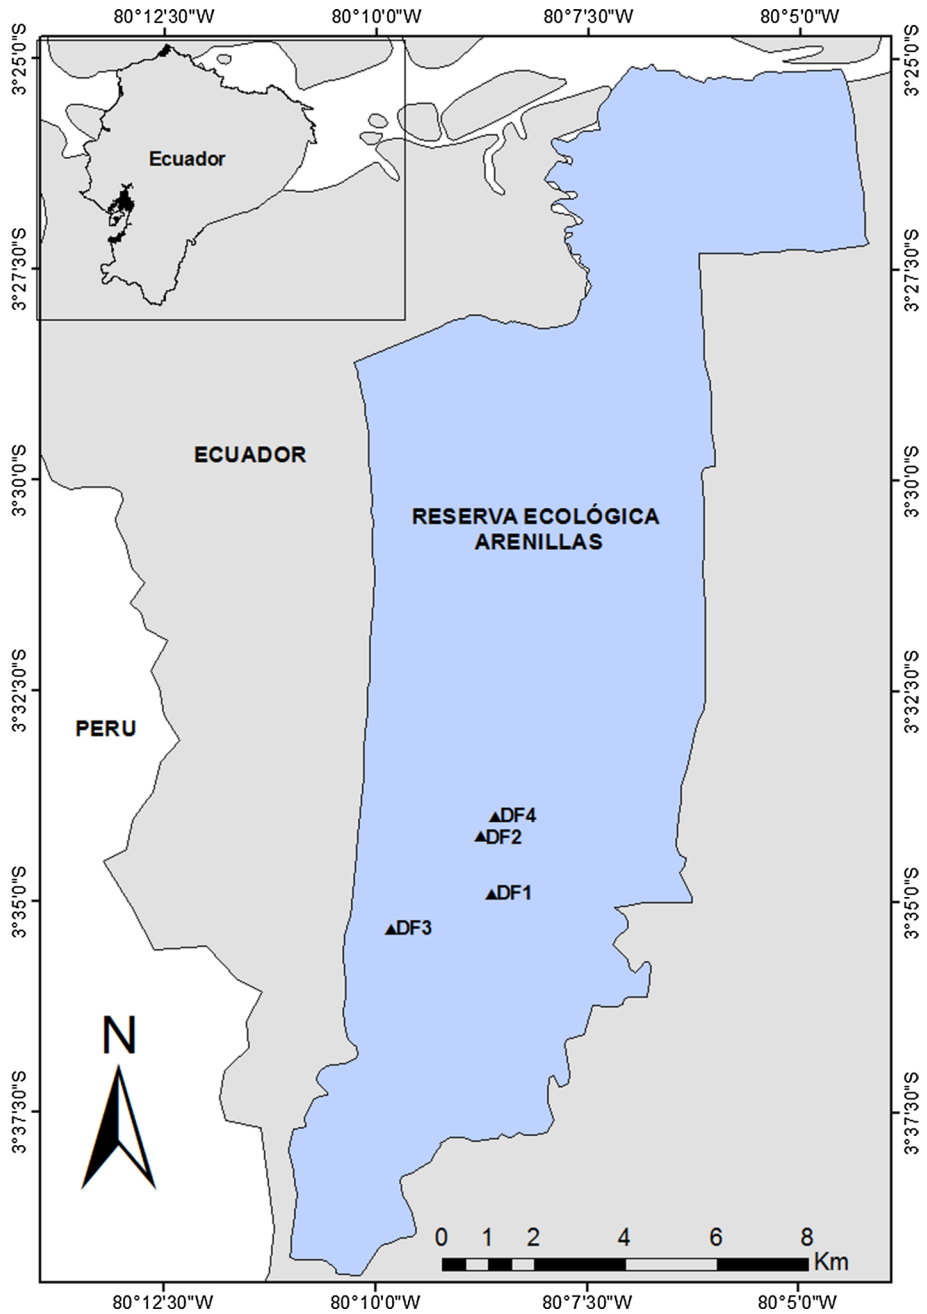 80°12'30"W 80°10'0"W 80°7'30"W 80°5'0"W
3°25'0"S
3°25'0"S
Ecuador
3°27'30"S
3°27'30"S
ECUADOR
3°30'0"S
3°30'0"S
RESERVA ECOLÓGICA
ARENILLAS
3°32'30"S
3°32'30"S
PERU
DF4
DF2
DF1
3°35'0"S
3°35'0"S
DF3
N
3°37'30"S
3°37'30"S
0 1 2 4 6 8
Km
80°12'30"W 80°10'0"W 80°7'30"W 80°5'0"W